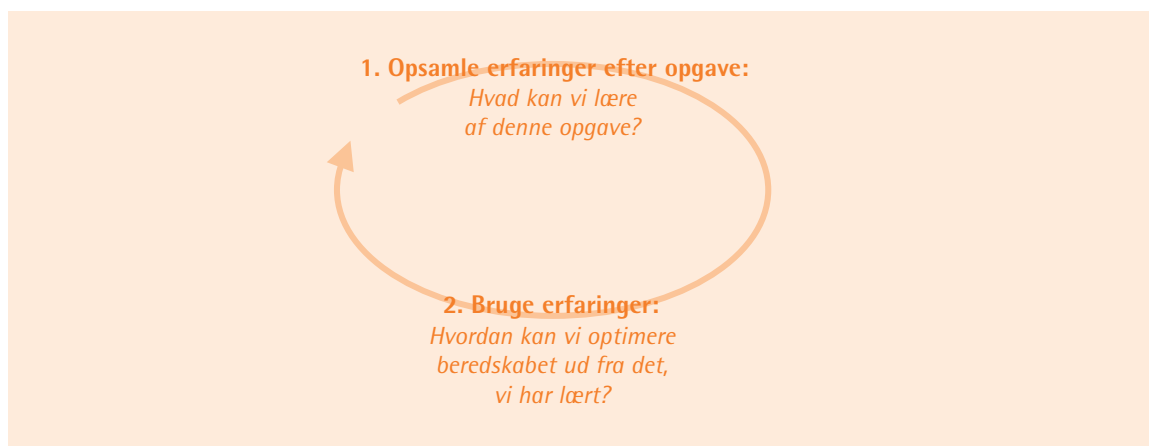 1. Opsamle erfaringer efter opgave:
Hvad kan vi lære
af denne opgave?
2. Bruge erfaringer:
Hvordan kan vi optimere
beredskabet ud fra det,
vi har lært?